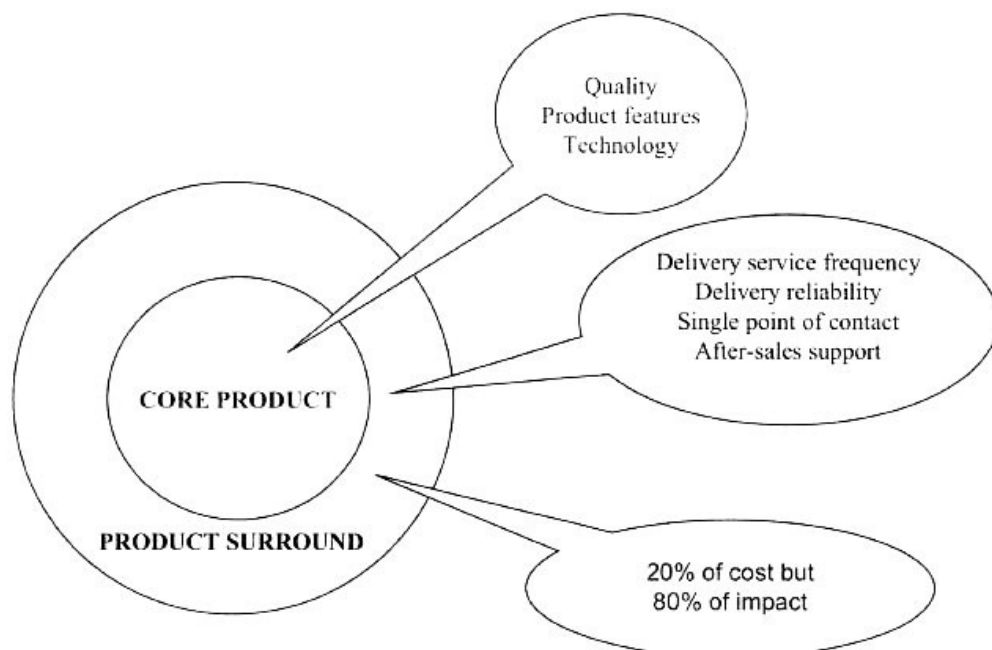 Quality
Product features
Technology
Delivery service frequency
Delivery reliability
Single point of contact
After-sales support
CORE PRODUCT
PRODUCT SURROUND
20% of cost but
80% of impact